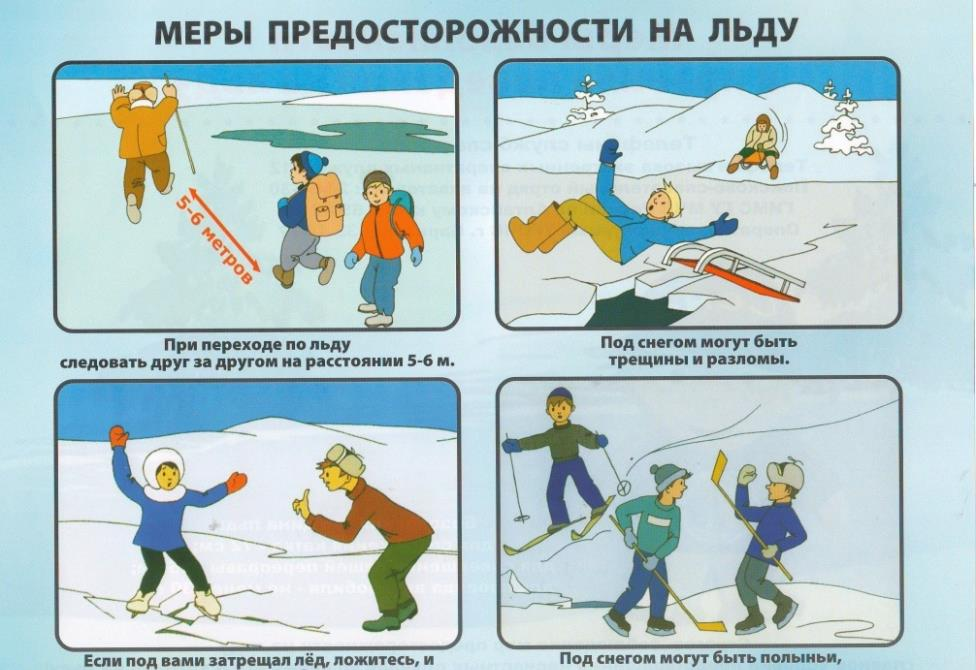 МЕРЫ ПРЕДОСТОРОЖНОСТИ НА ЛЬДУ
5-6 метров
При переходе по льду
следовать друг за другом на расстоянии 5-6 м.
Под снегом могут быть
трещины и разломы.
Если под вами затрещал лёд, ложитесь, и
Под снегом могут быть полыньи,